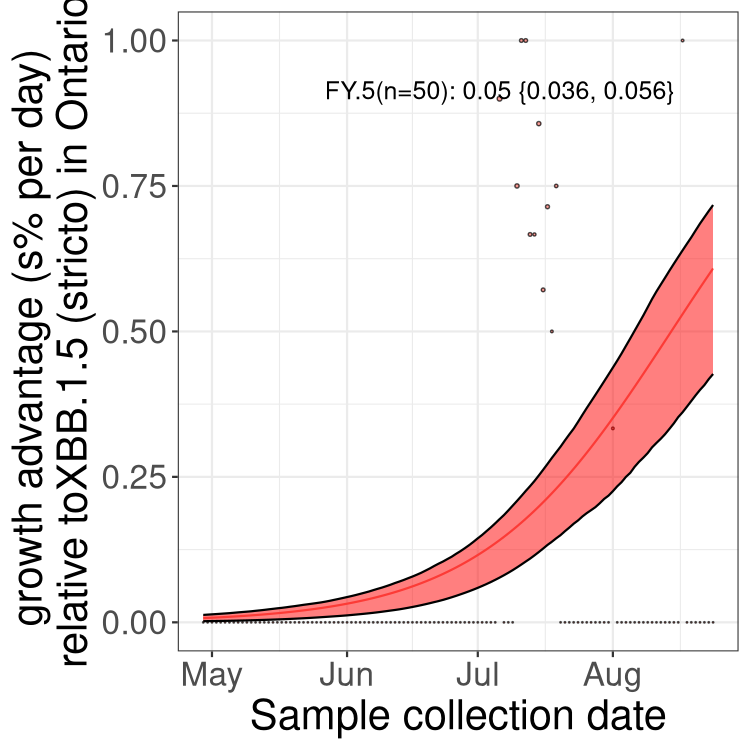 growth advantage (s% per day)
relative toXBB.1.5 (stricto) in Ontario
1.00
0.75
0.50
0.25
0.00
FY.5(n=50): 0.05 {0.036, 0.056}
May Jun Jul Aug
Sample collection date